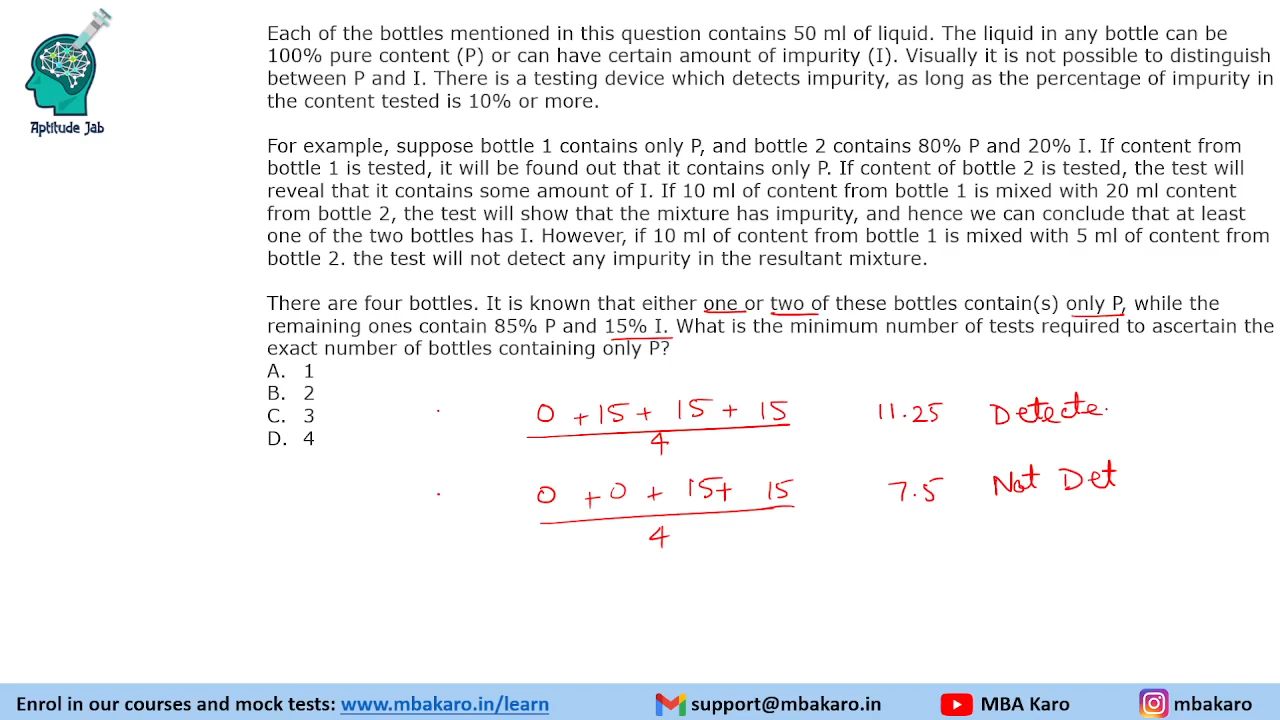 Aptitude Jab
Each of the bottles mentioned in this question contains 50 ml of liquid. The liquid in any bottle can be
100% pure content (P) or can have certain amount of impurity (I). Visually it is not possible to distinguish
between P and I. There is a testing device which detects impurity, as long as the percentage of impurity in
the content tested is 10% or more.
For example, suppose bottle 1 contains only P, and bottle 2 contains 80% P and 20% I. If content from
bottle 1 is tested, it will be found out that it contains only P. If content of bottle 2 is tested, the test will
reveal that it contains some amount of I. If 10 ml of content from bottle 1 is mixed with 20 ml content
from bottle 2, the test will show that the mixture has impurity, and hence we can conclude that at least
one of the two bottles has I. However, if 10 ml of content from bottle 1 is mixed with 5 ml of content from
bottle 2. the test will not detect any impurity in the resultant mixture.
There are four bottles. It is known that either one or two of these bottles contain(s) only P, while the
remaining ones contain 85% P and 15% I. What is the minimum number of tests required to ascertain the
exact number of bottles containing only P?
A. 1
B. 2
C. 3
D. 4
0 + 15 + 15 + 15 11.25 Detecte.
4
0 + 0 + 15 + 15 7.5 Not Det
4
Enrol in our courses and mock tests: www.mbakaro.in/learn support@mbakaro.in MBA Karo mbakaro